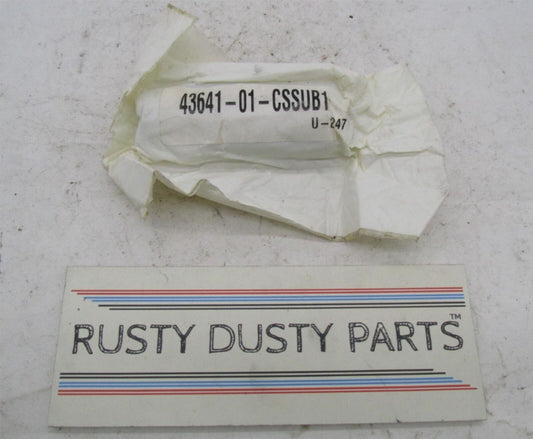 43641-01-CSSUB1
U-247
RUSTY DUSTY PARTS™